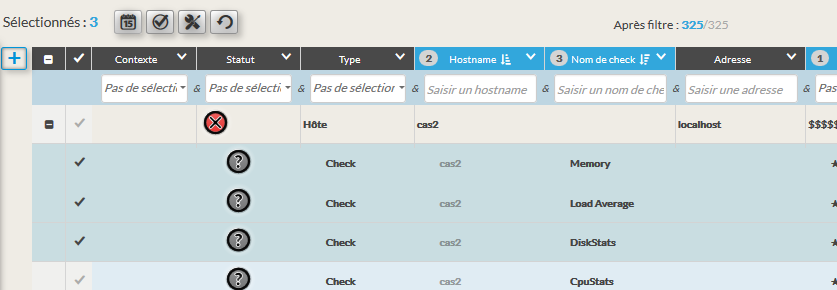 Sélectionnés : 3 15 Après filtre : 325/325
Contexte Statut Type 2 Hostname 3 Nom de check Adresse 1
Pas de sélecti & Pas de sélecti & Pas de sélection & Saisir un hostname & Saisir un nom de che & Saisir une adresse & Pas
Hôte cas2 localhost $$$$$
? Check cas2 Memory
? Check cas2 Load Average
? Check cas2 DiskStats
? Check cas2 CpuStats